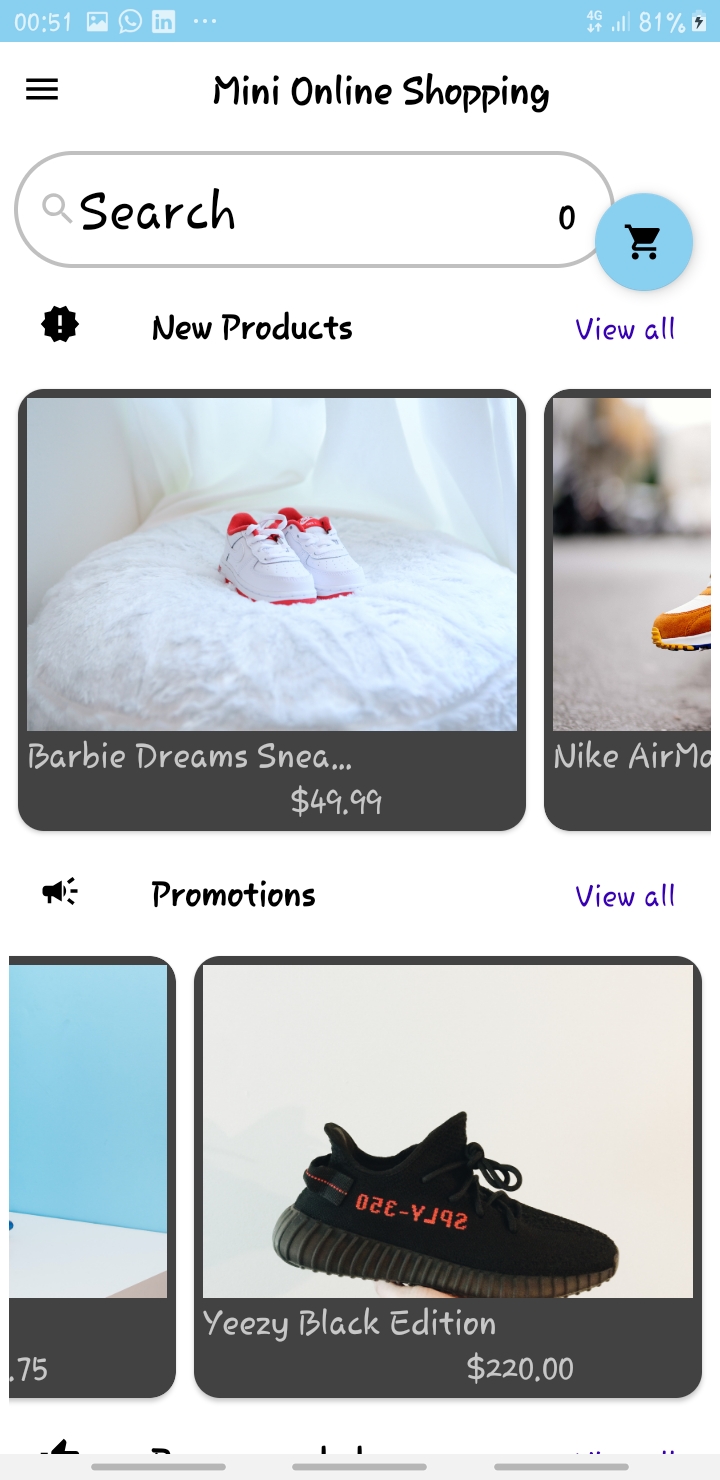 00:51 ... 4G 81%
Mini Online Shopping
Search 0
New Products View all
Barbie Dreams Snea...
$49.99
Nike AirMa
Promotions View all
SPLY-350
Yeezy Black Edition
.75 $220.00